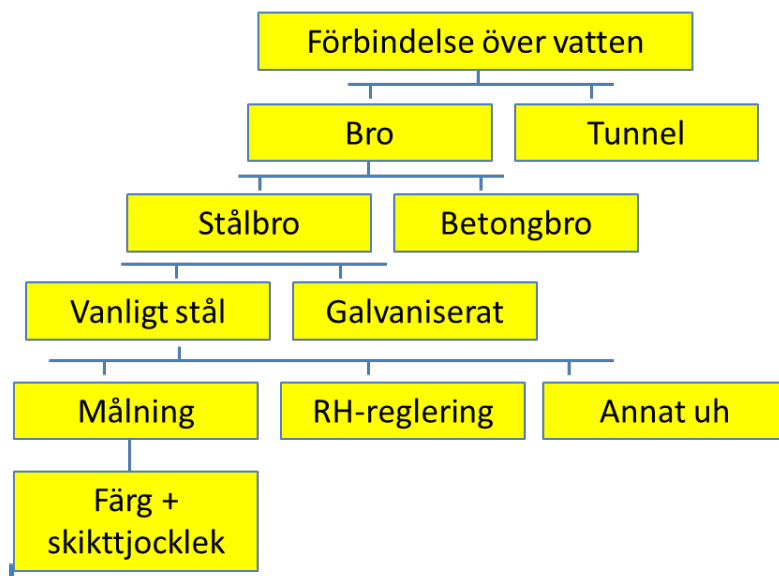 Förbindelse över vatten
Bro
Tunnel
Stålbro
Betongbro
Vanligt stål
Galvaniserat
Målning
RH-reglering
Annat uh
Färg +
skikttjocklek